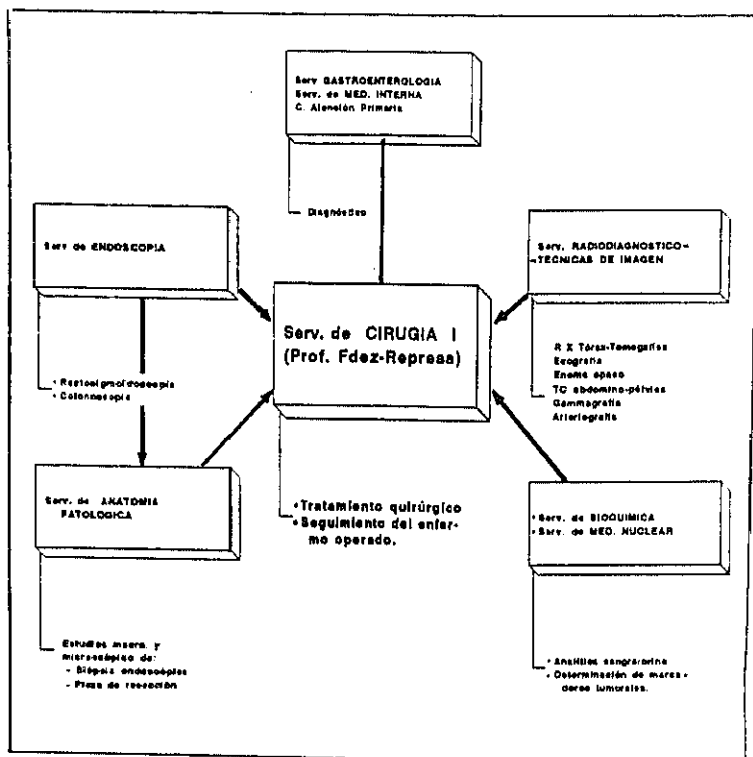 Serv GASTROENTEROLOGIA
Serv. de MED. INTERNA
C. Atención Primaria
Diagnóstico
Serv de ENDOSCOPIA
Serv. RADIODIAGNOSTICO-
-TECNICAS DE IMAGEN
Serv. de CIRUGIA I
(Prof. Fdez-Represa)
• Rectosigmoidoscopia
• Colonoscopia
R X Tórax-Tomografías
Ecografía
Enema opaco
TC abdomino-pélvico
Gammagrafía
Arteriografía
Serv. de ANATOMIA
PATOLOGICA
• Tratamiento quirúrgico
• Seguimiento del enfer-
mo operado.
• Serv. de BIOQUIMICA
• Serv. de MED. NUCLEAR
Estudios macro. y
microscópico de:
- Biópsia endoscópica
- Pieza de resección
• Análisis sangre/orina
• Determinación de marca-
dores tumorales.